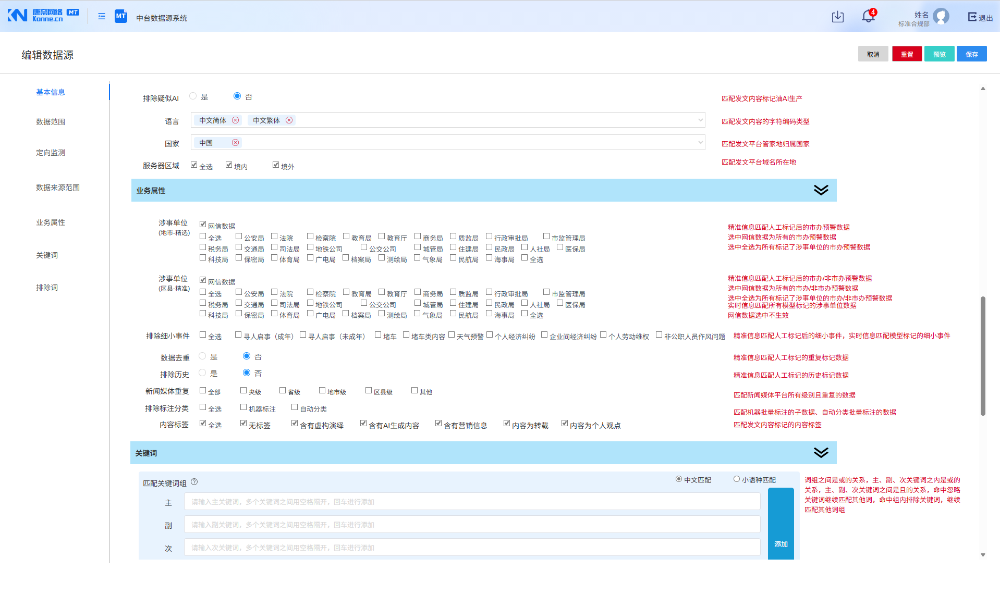 康奈网络 MT
Konne.cn
MT 中台数据源系统
4
姓名
标准合规部
退出
编辑数据源
取消 重置 预览 保存
基本信息
数据范围
定向监测
数据来源范围
业务属性
关键词
排除词
排除疑似AI 是 否 匹配发文内容标记油AI生产
语言 中文简体 中文繁体 匹配发文内容的字符编码类型
国家 中国 匹配发文平台管家地归属国家
服务器区域 全选 境内 境外 匹配发文平台域名所在地
业务属性
涉事单位
(地市-精选)
网信数据
全选 公安局 法院 检察院 教育局 教育厅 商务局 质监局 行政审批局 市监管理局
税务局 交通局 司法局 地铁公司 公交公司 城管局 住建局 民政局 人社局 医保局
科技局 保密局 体育局 广电局 档案局 测绘局 气象局 民航局 海事局 全选
精准信息匹配人工标记后的市办预警数据
选中网信数据为所有的市办预警数据
选中全选为所有标记了涉事单位的市办预警数据
涉事单位
(区县-精准)
网信数据
全选 公安局 法院 检察院 教育局 教育厅 商务局 质监局 行政审批局 市监管理局
税务局 交通局 司法局 地铁公司 公交公司 城管局 住建局 民政局 人社局 医保局
科技局 保密局 体育局 广电局 档案局 测绘局 气象局 民航局 海事局 全选
精准信息匹配人工标记后的市办/非市办预警数据
选中网信数据为所有的市办/非市办预警数据
选中全选为所有标记了涉事单位的市办/非市办预警数据
实时信息匹配所有模型标记的涉事单位数据
网信数据选中不生效
排除细小事件 全选 寻人启事（成年） 寻人启事（未成年） 堵车 堵车类内容 天气预警 个人经济纠纷 企业间经济纠纷 个人劳动维权 非公职人员作风问题 精准信息匹配人工标记后的细小事件，实时信息匹配模型标记的细小事件
数据去重 是 否 精准信息匹配人工标记的重复标记数据
排除历史 是 否 精准信息匹配人工标记的历史标记数据
新闻媒体重复 全部 央级 省级 地市级 区县级 其他 匹配新闻媒体平台所有级别且重复的数据
排除标注分类 全选 机器标注 自动分类 匹配机器批量标注的子数据、自动分类批量标注的数据
内容标签 全选 无标签 含有虚构演绎 含有AI生成内容 含有营销信息 内容为转载 内容为个人观点 匹配发文内容标记的内容标签
关键词
匹配关键词组 ? 中文匹配 小语种匹配
主 请输入主关键词，多个关键词之间用空格隔开，回车进行添加
副 请输入副关键词，多个关键词之间用空格隔开，回车进行添加
次 请输入次关键词，多个关键词之间用空格隔开，回车进行添加
添加
词组之间是或的关系，主、副、次关键词之内是或的
关系，主、副、次关键词之间是且的关系，命中忽略
关键词继续匹配其他词，命中组内排除关键词，继续
匹配其他词组